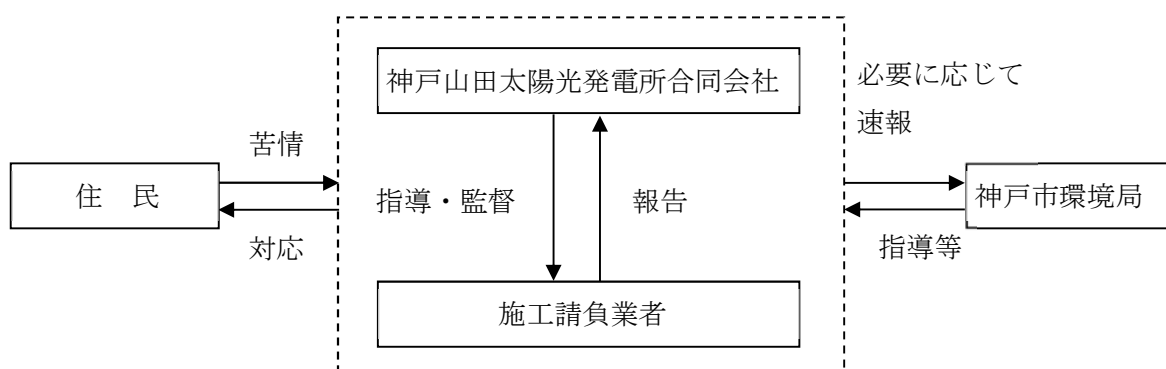 神戸山田太陽光発電所合同会社
必要に応じて
速報
苦情
住 民
指導・監督
報告
神戸市環境局
対応
指導等
施工請負業者